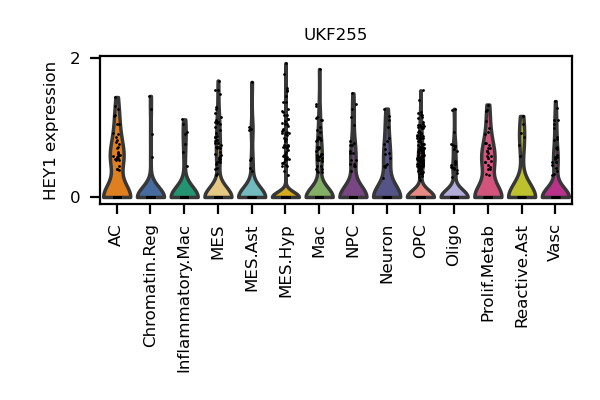 UKF255
HEY1 expression
2
0
AC
Chromatin.Reg
Inflammatory.Mac
MES
MES.Ast
MES.Hyp
Mac
NPC
Neuron
OPC
Oligo
Prolif.Metab
Reactive.Ast
Vasc